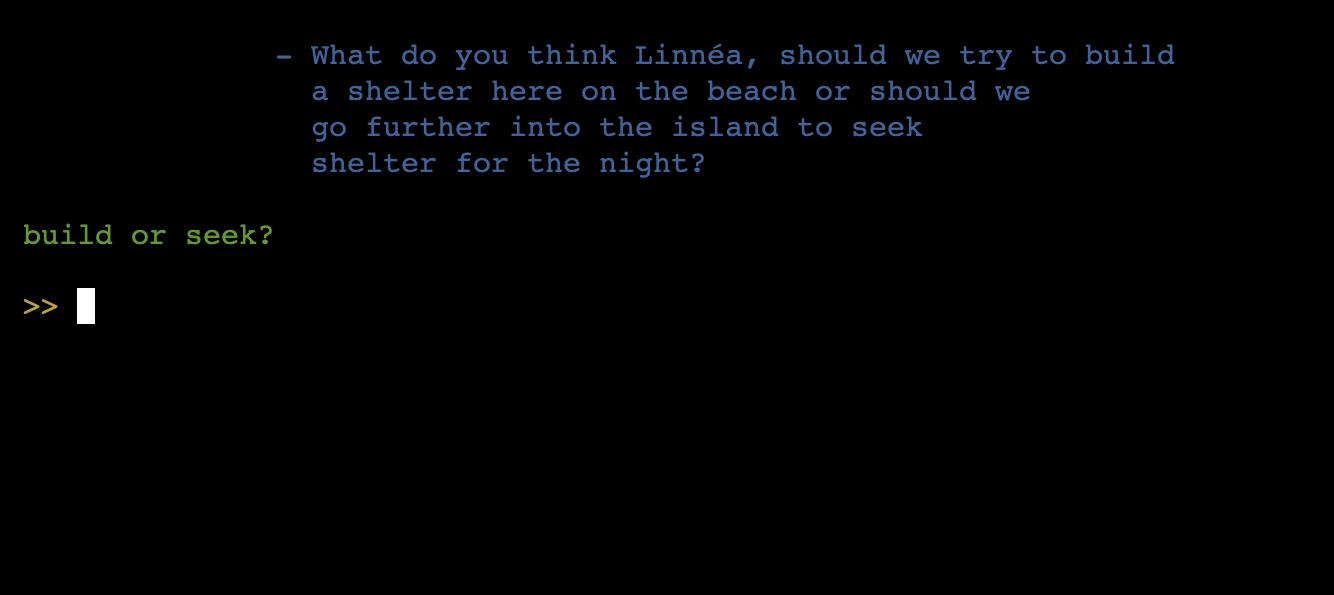 – What do you think Linnéa, should we try to build
a shelter here on the beach or should we
go further into the island to seek
shelter for the night?
build or seek?
>>